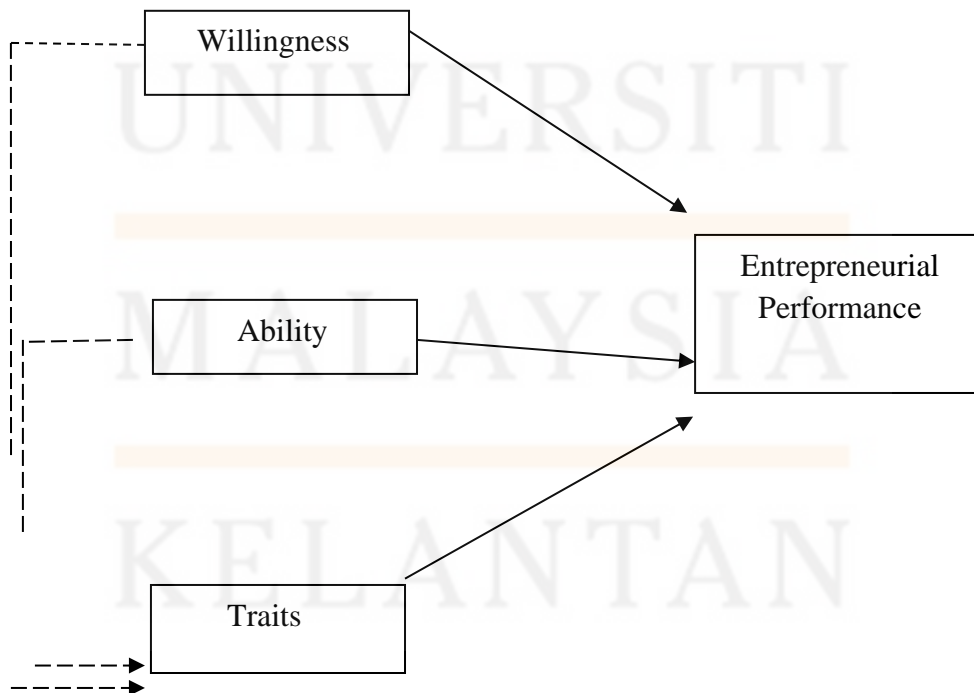 Willingness
UNIVERSITI
Entrepreneurial
Performance
Ability
MALAYSIA
KELANTAN
Traits